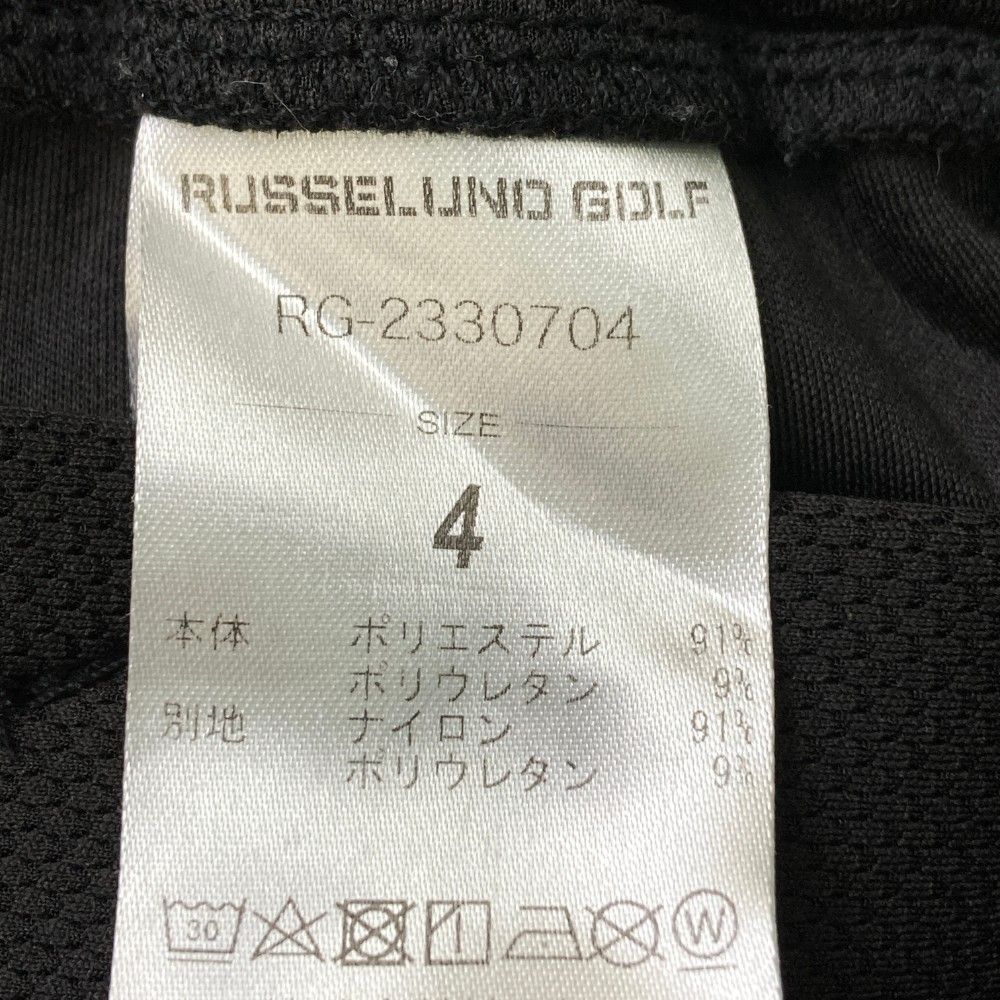 RUSSELUNO GOLF
RG-2330704
SIZE
4
本体 ポリエステル 91%
ポリウレタン 9%
別地 ナイロン 91%
ポリウレタン 9%
30 W